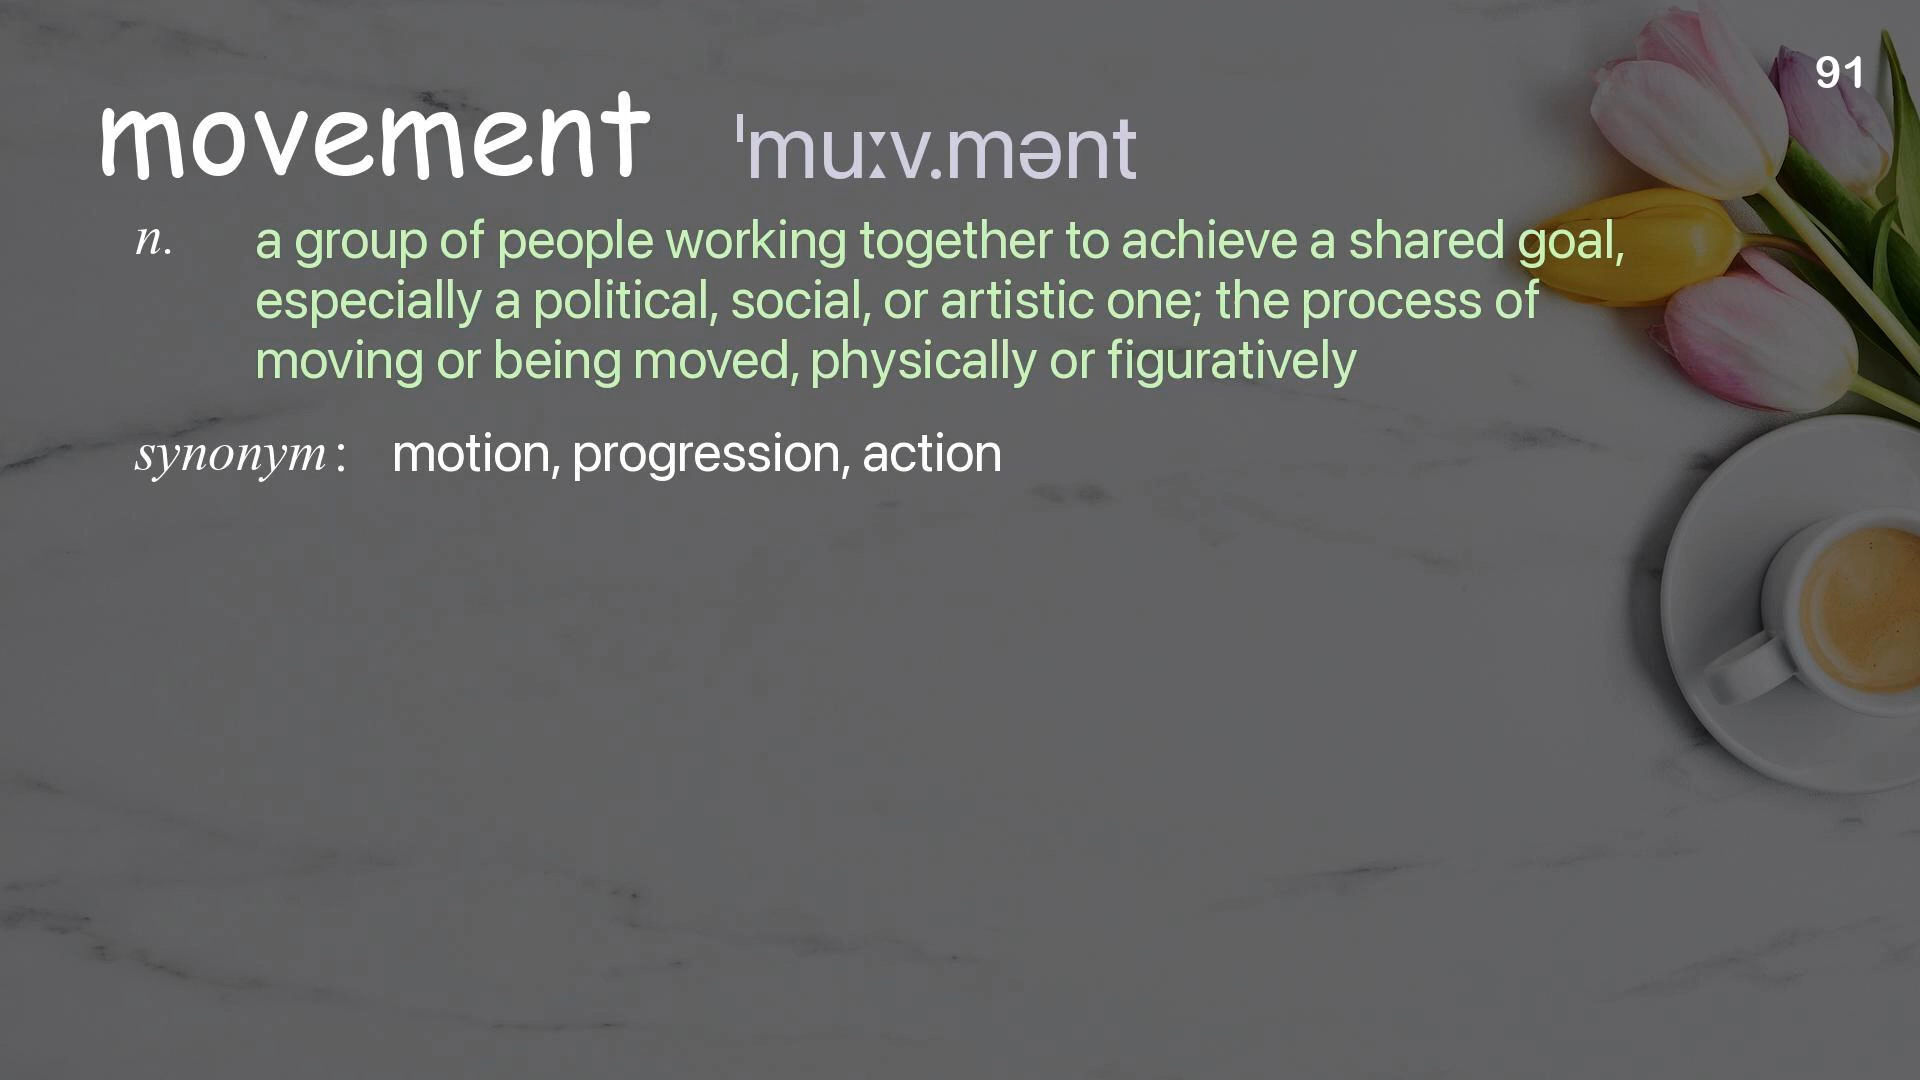 91
movement ˈmuːv.mənt
n. a group of people working together to achieve a shared goal,
especially a political, social, or artistic one; the process of
moving or being moved, physically or figuratively
synonym : motion, progression, action